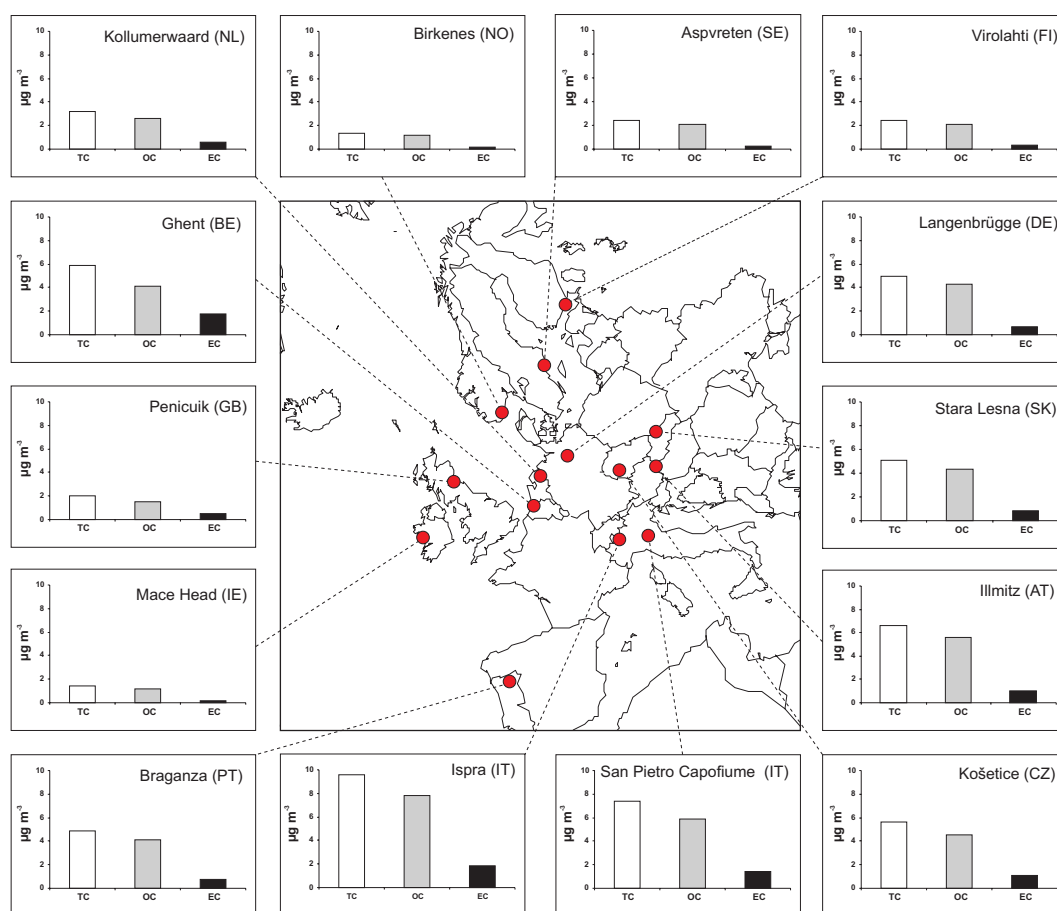 Kollumerwaard (NL)
µg m⁻³
10
8
6
4
2
0
TC OC EC
Birkenes (NO)
µg m⁻³
10
8
6
4
2
0
TC OC EC
Aspvreten (SE)
µg m⁻³
10
8
6
4
2
0
TC OC EC
Virolahti (FI)
µg m⁻³
10
8
6
4
2
0
TC OC EC
Ghent (BE)
µg m⁻³
10
8
6
4
2
0
TC OC EC
Langenbrügge (DE)
µg m⁻³
10
8
6
4
2
0
TC OC EC
Penicuik (GB)
µg m⁻³
10
8
6
4
2
0
TC OC EC
Stara Lesna (SK)
µg m⁻³
10
8
6
4
2
0
TC OC EC
Mace Head (IE)
µg m⁻³
10
8
6
4
2
0
TC OC EC
Illmitz (AT)
µg m⁻³
10
8
6
4
2
0
TC OC EC
Braganza (PT)
µg m⁻³
10
8
6
4
2
0
TC OC EC
Ispra (IT)
µg m⁻³
10
8
6
4
2
0
TC OC EC
San Pietro Capofiume (IT)
µg m⁻³
10
8
6
4
2
0
TC OC EC
Košetice (CZ)
µg m⁻³
10
8
6
4
2
0
TC OC EC